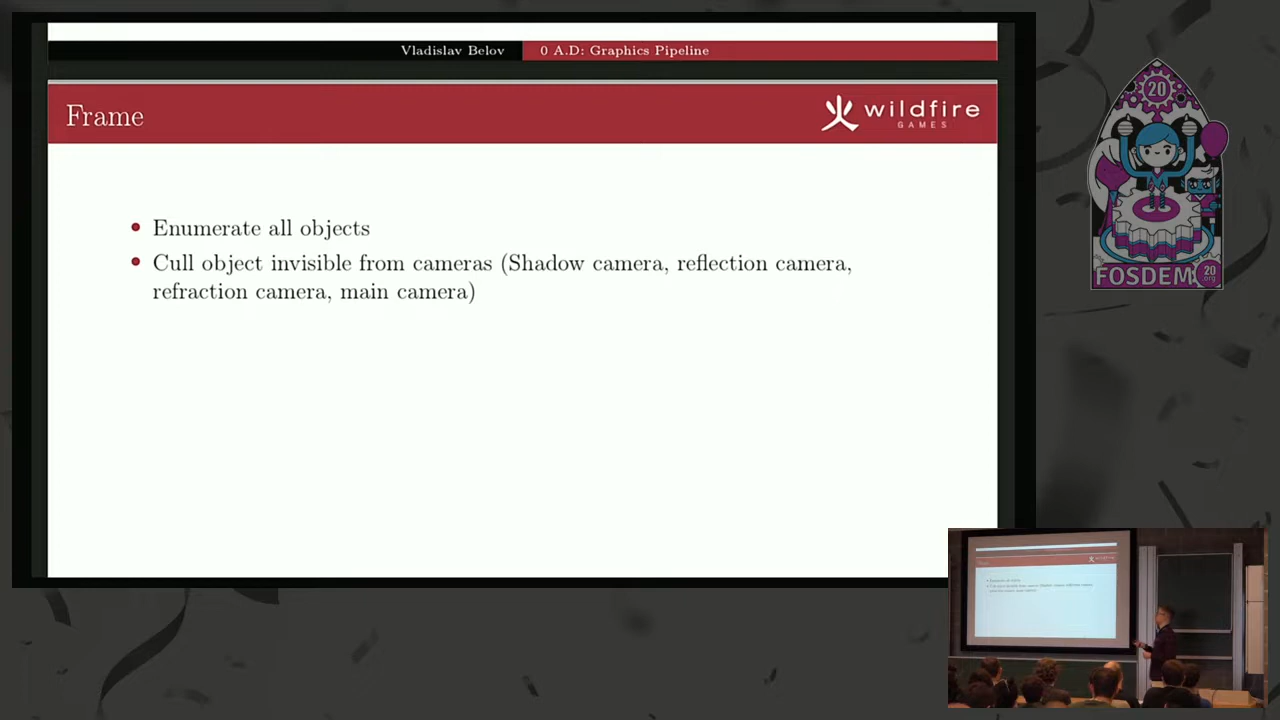 Vladislav Belov 0 A.D: Graphics Pipeline
Frame
wildfire
GAMES
• Enumerate all objects
• Cull object invisible from cameras (Shadow camera, reflection camera,
refraction camera, main camera)
20
FOSDEM 20
.org